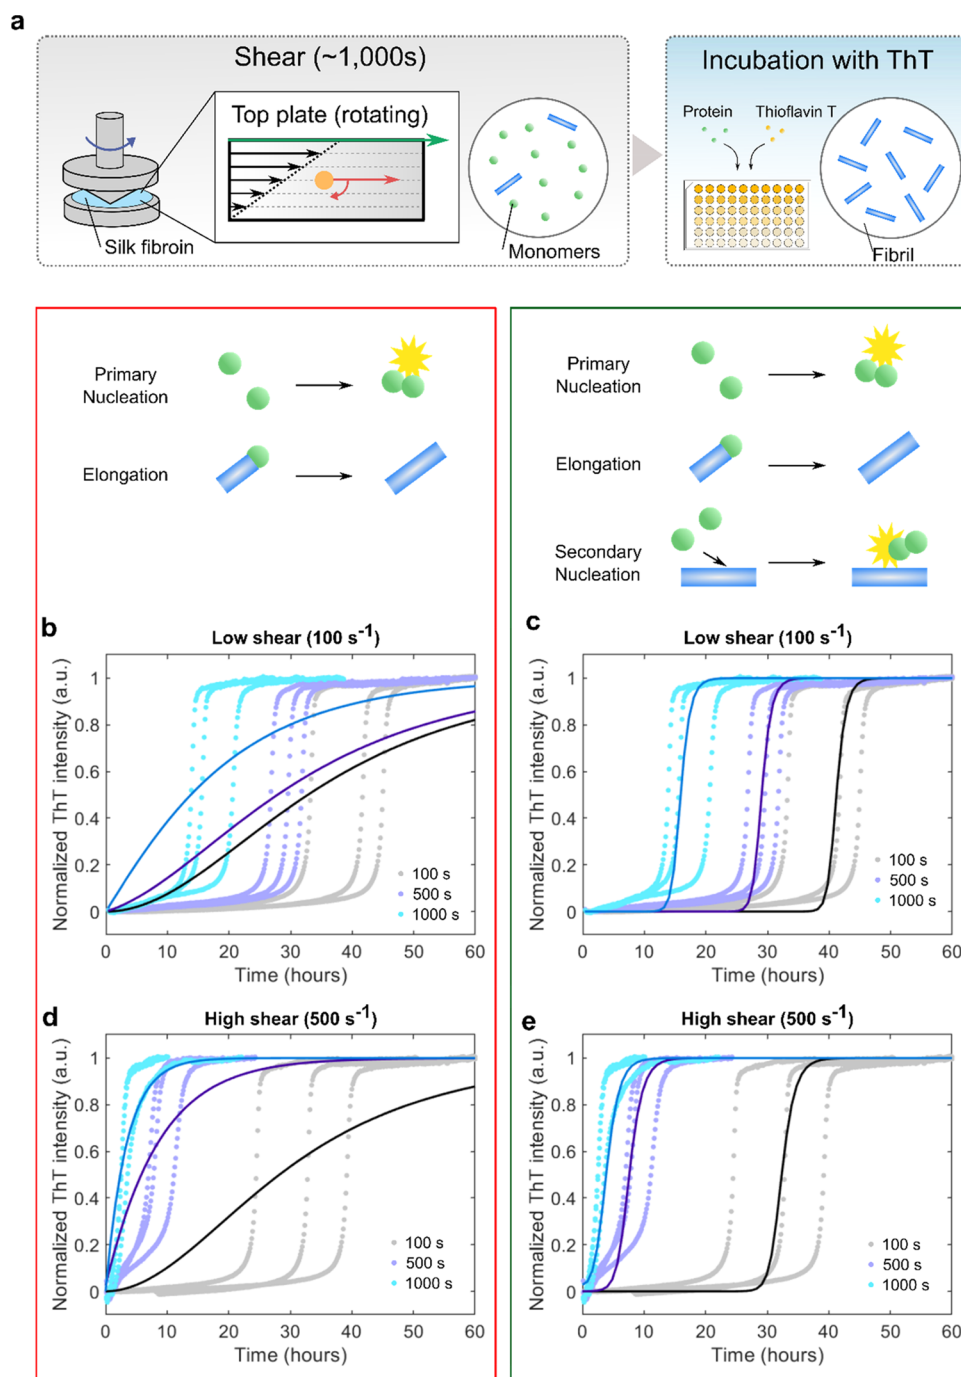 a
Shear (~1,000s)
Top plate (rotating)
Silk fibroin
Monomers
Incubation with ThT
Protein
Thioflavin T
Fibril
Primary
Nucleation
Elongation
Primary
Nucleation
Elongation
Secondary
Nucleation
b
Low shear (100 s-1)
Normalized ThT intensity (a.u.)
1
0.8
0.6
0.4
0.2
0
100 s
500 s
1000 s
0 10 20 30 40 50 60
Time (hours)
c
Low shear (100 s-1)
Normalized ThT intensity (a.u.)
1
0.8
0.6
0.4
0.2
0
100 s
500 s
1000 s
0 10 20 30 40 50 60
Time (hours)
d
High shear (500 s-1)
Normalized ThT intensity (a.u.)
1
0.8
0.6
0.4
0.2
0
100 s
500 s
1000 s
0 10 20 30 40 50 60
Time (hours)
e
High shear (500 s-1)
Normalized ThT intensity (a.u.)
1
0.8
0.6
0.4
0.2
0
100 s
500 s
1000 s
0 10 20 30 40 50 60
Time (hours)